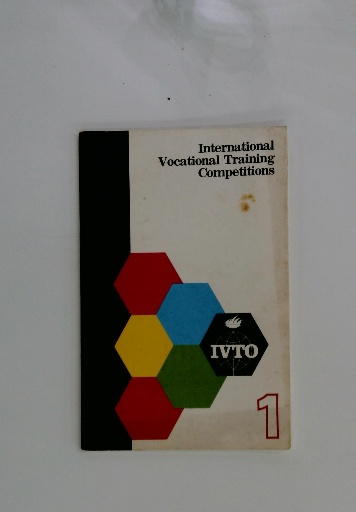 International
Vocational Training
Competitions
IVTO
1